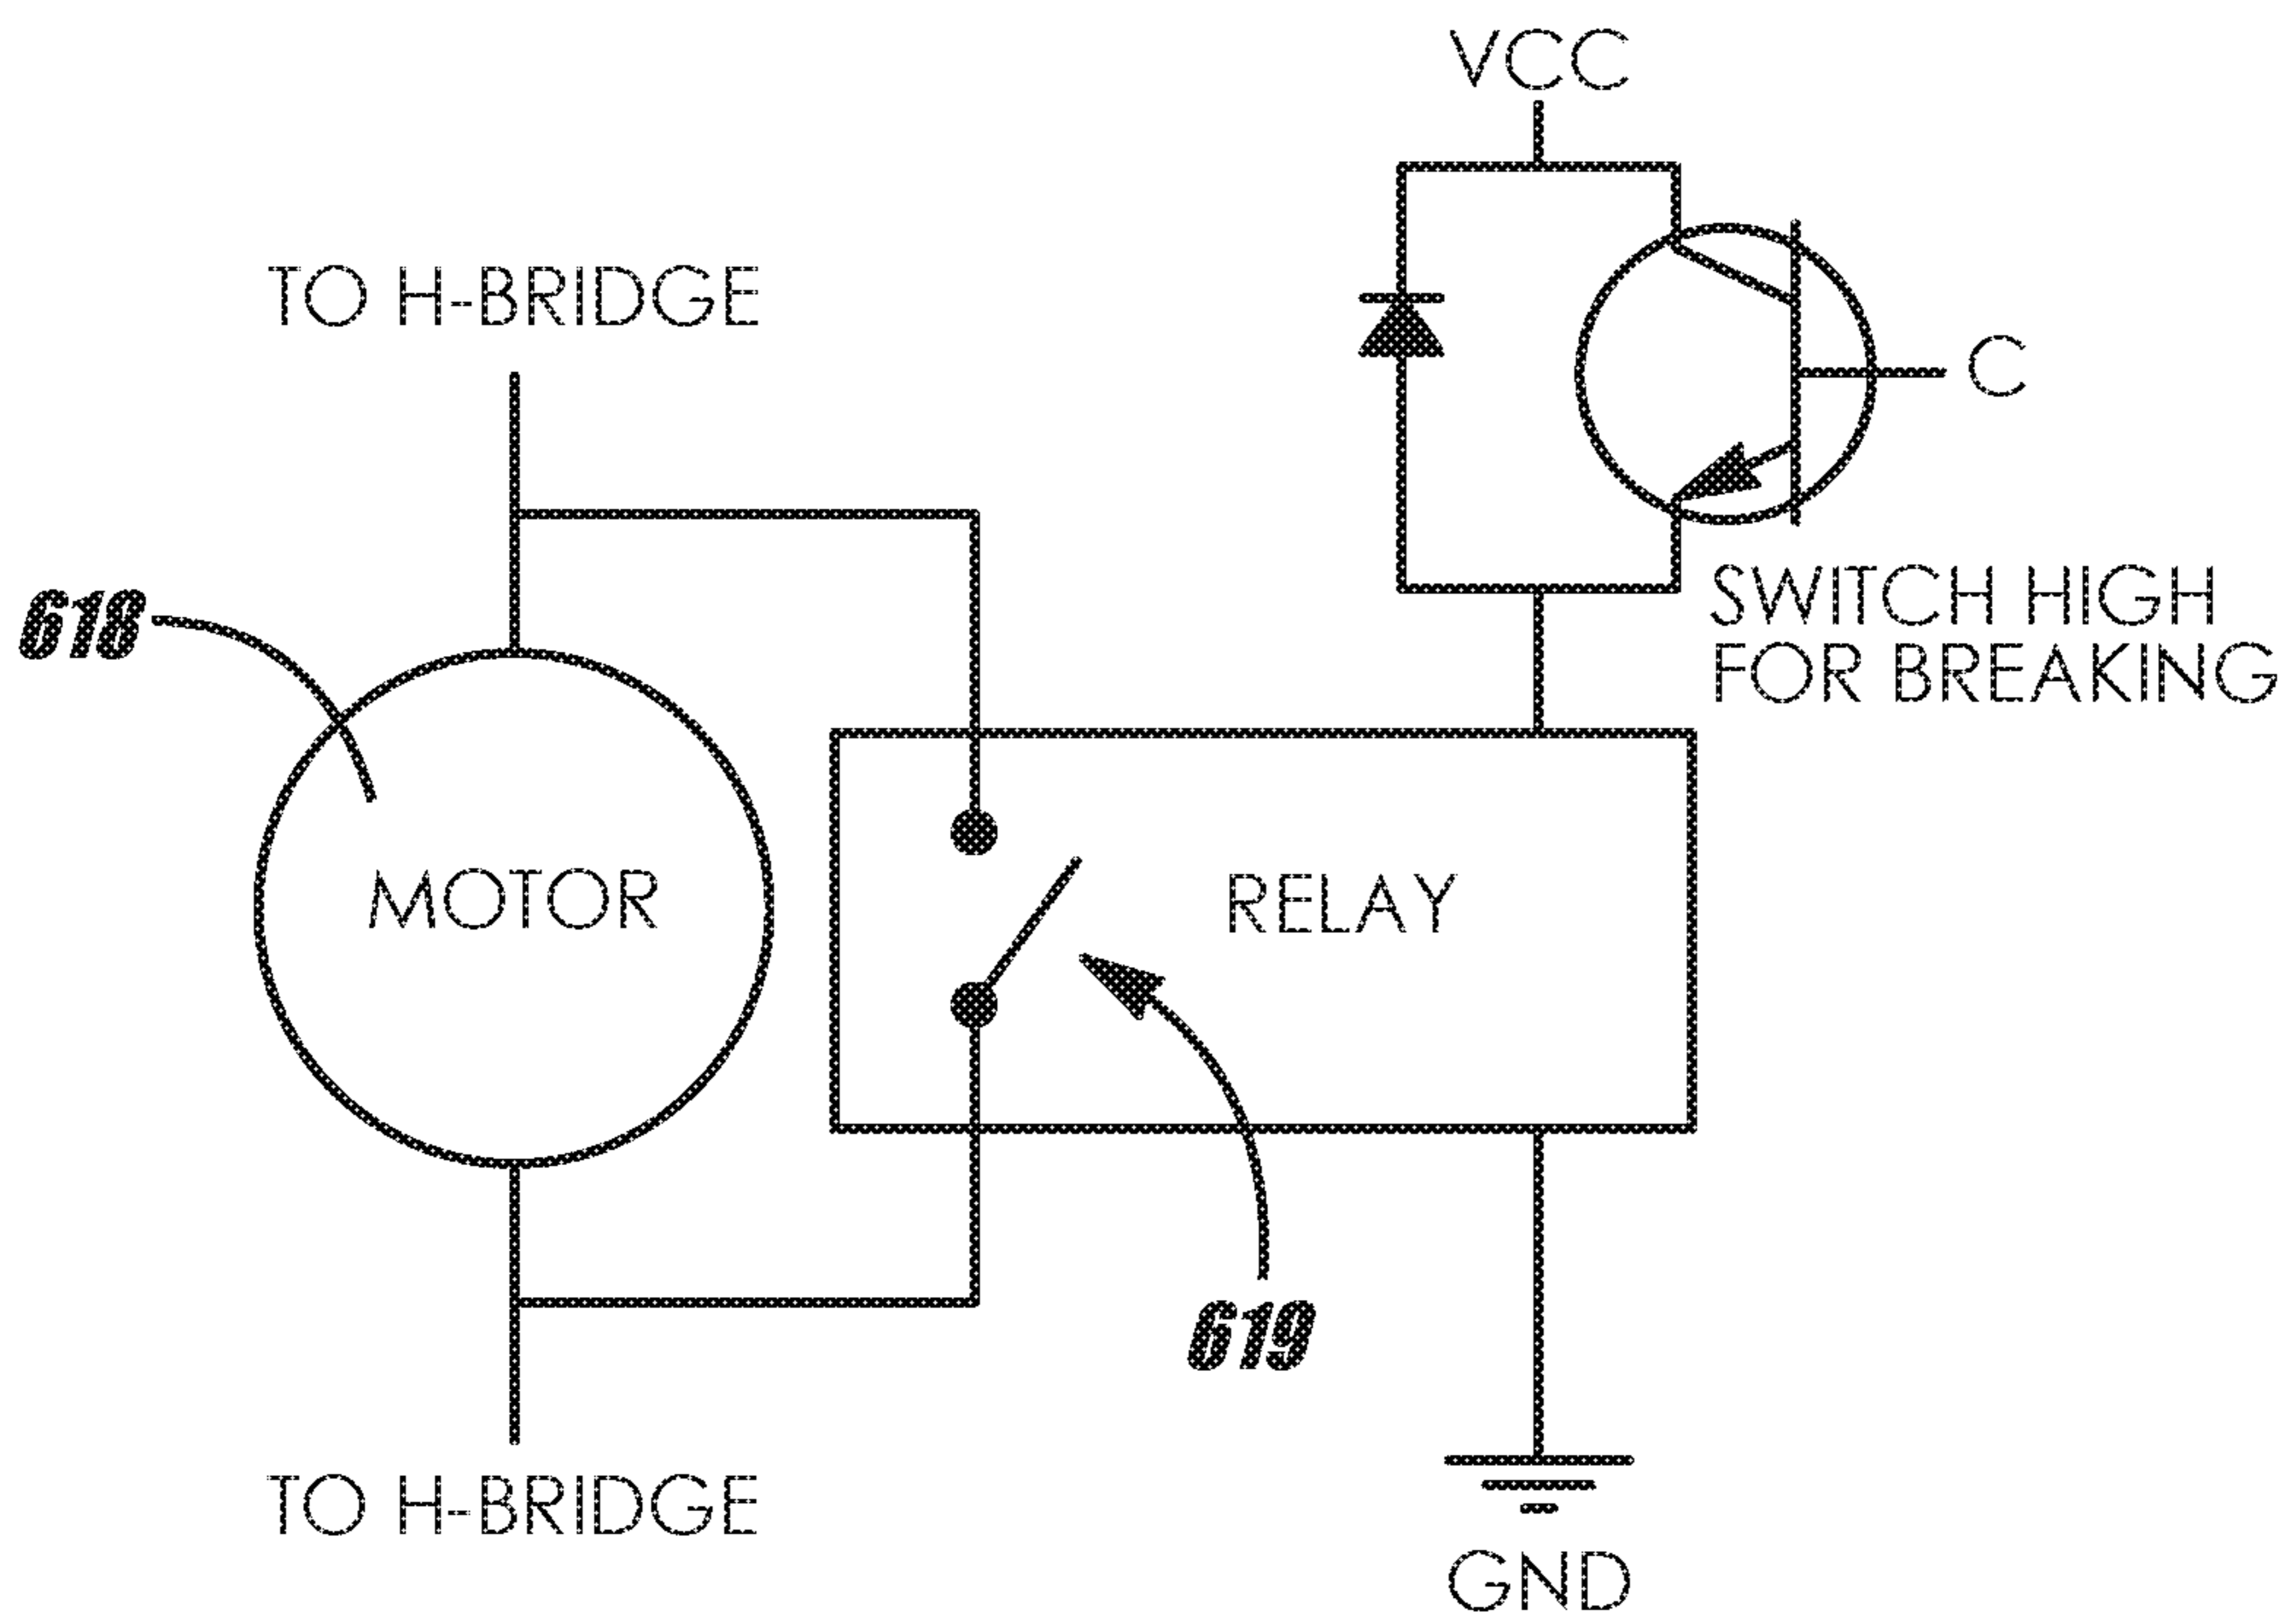 VCC
TO H-BRIDGE
C
SWITCH HIGH
FOR BREAKING
618
MOTOR
RELAY
619
TO H-BRIDGE
GND